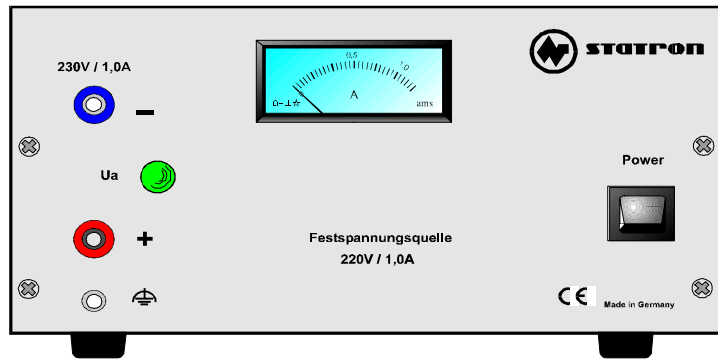 230V / 1,0A
−
Ua
+
0,5
1,0
A
ams
statron
Power
Festspannungsquelle
220V / 1,0A
CE
Made in Germany